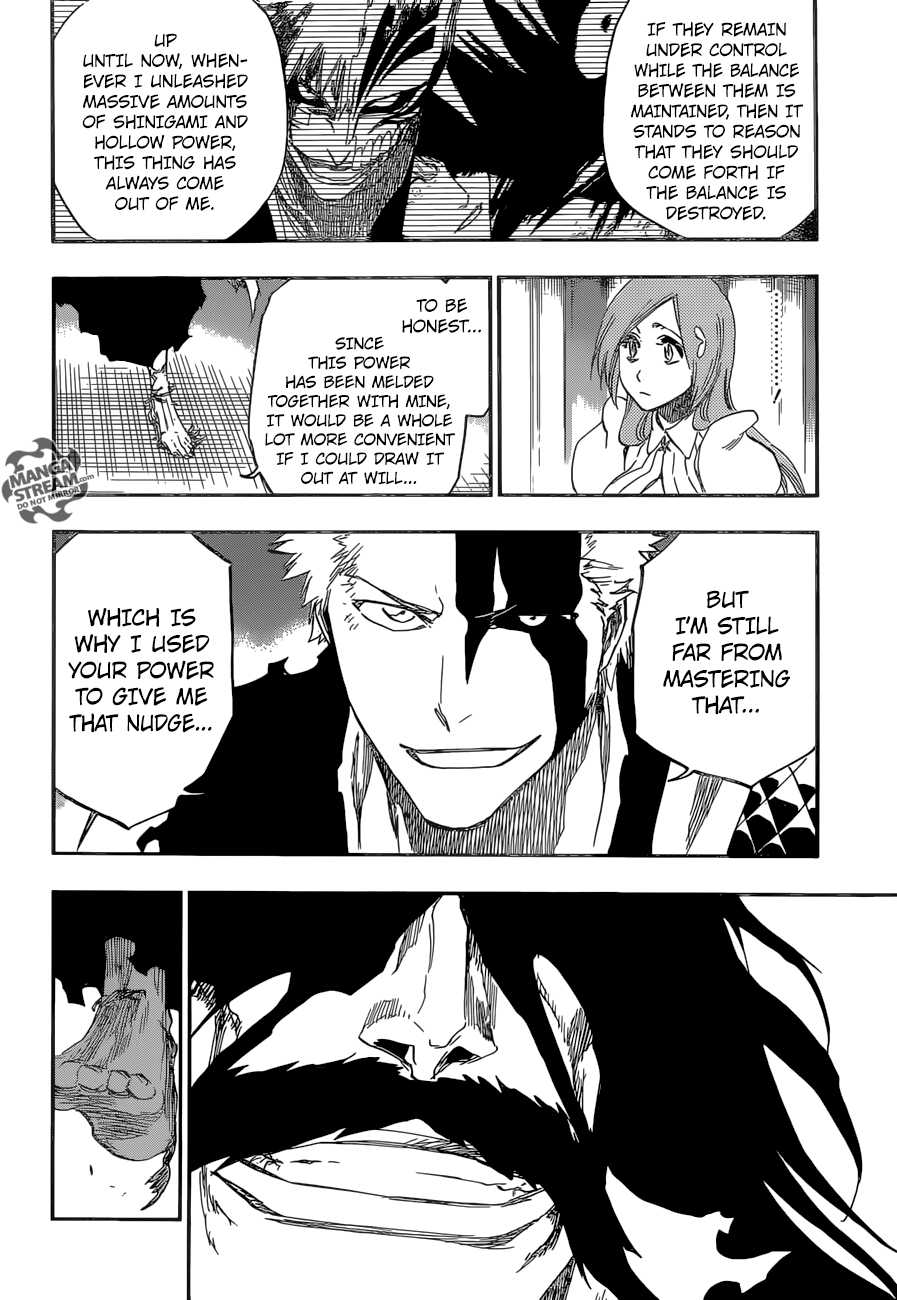 IF THEY REMAIN
UNDER CONTROL
WHILE THE BALANCE
BETWEEN THEM IS
MAINTAINED, THEN IT
STANDS TO REASON
THAT THEY SHOULD
COME FORTH IF
THE BALANCE IS
DESTROYED.
UP
UNTIL NOW, WHEN-
EVER I UNLEASHED
MASSIVE AMOUNTS
OF SHINIGAMI AND
HOLLOW POWER,
THIS THING HAS
ALWAYS COME
OUT OF ME.
TO BE
HONEST...
SINCE
THIS POWER
HAS BEEN MELDED
TOGETHER WITH MINE,
IT WOULD BE A WHOLE
LOT MORE CONVENIENT
IF I COULD DRAW IT
OUT AT WILL...
MANGA
STREAM.COM
DO NOT MIRROR!
BUT
I'M STILL
FAR FROM
MASTERING
THAT...
WHICH IS
WHY I USED
YOUR POWER
TO GIVE ME
THAT NUDGE...